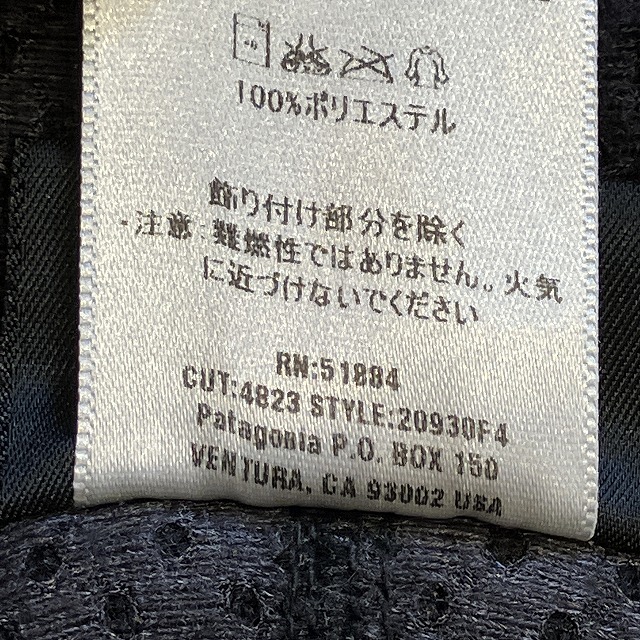 100%ポリエステル
飾り付け部分を除く
・注意：難燃性ではありません。火気
に近づけないでください
RN:51884
CUT:4823 STYLE:20930F4
Patagonia P.O. BOX 150
VENTURA, CA 93002 USA